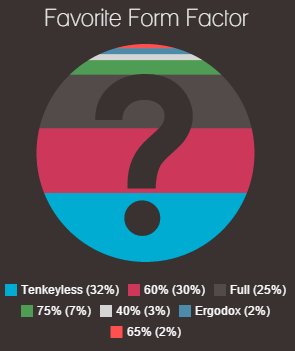 Favorite Form Factor
?
Tenkeyless (32%) 60% (30%) Full (25%)
75% (7%) 40% (3%) Ergodox (2%)
65% (2%)